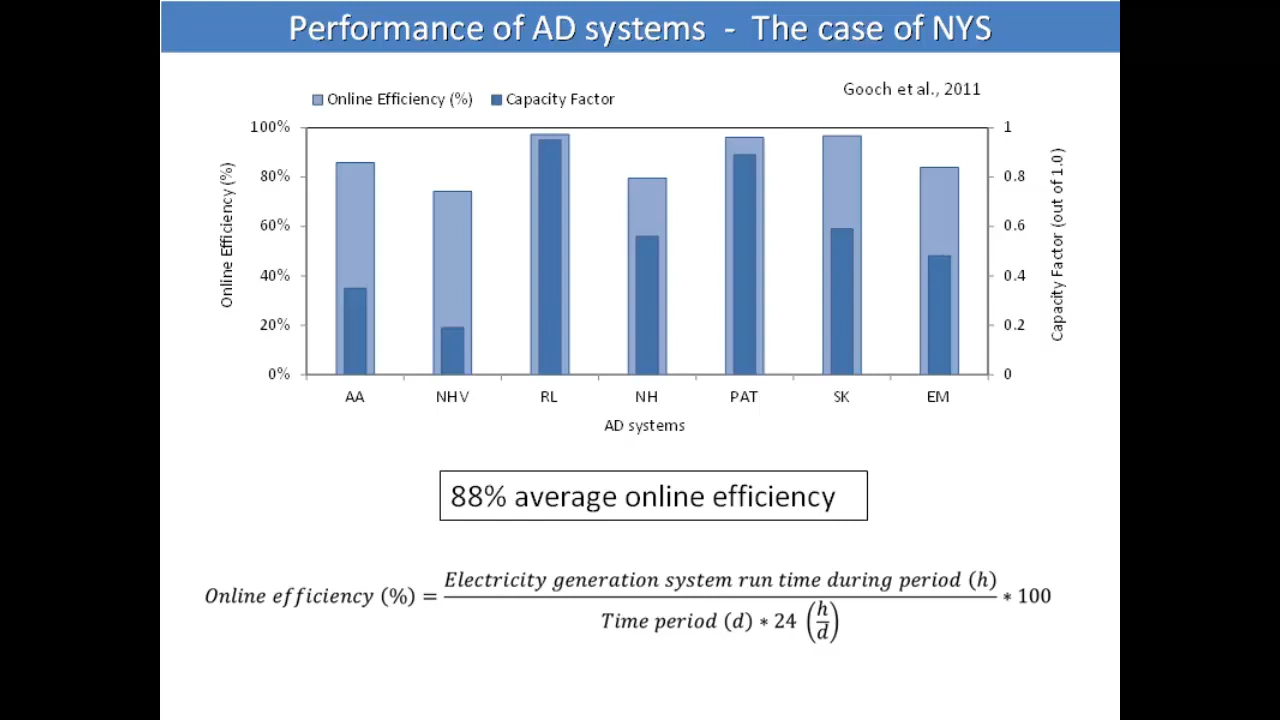 Performance of AD systems - The case of NYS
Gooch et al., 2011
Online Efficiency (%) Capacity Factor
100% 1
80% 0.8
60% 0.6
40% 0.4
20% 0.2
0% 0
Online Efficiency (%)
Capacity Factor (out of 1.0)
AA NHV RL NH PAT SK EM
AD systems
88% average online efficiency
Online efficiency (%) = Electricity generation system run time during period (h) / Time period (d) * 24 (h/d) * 100